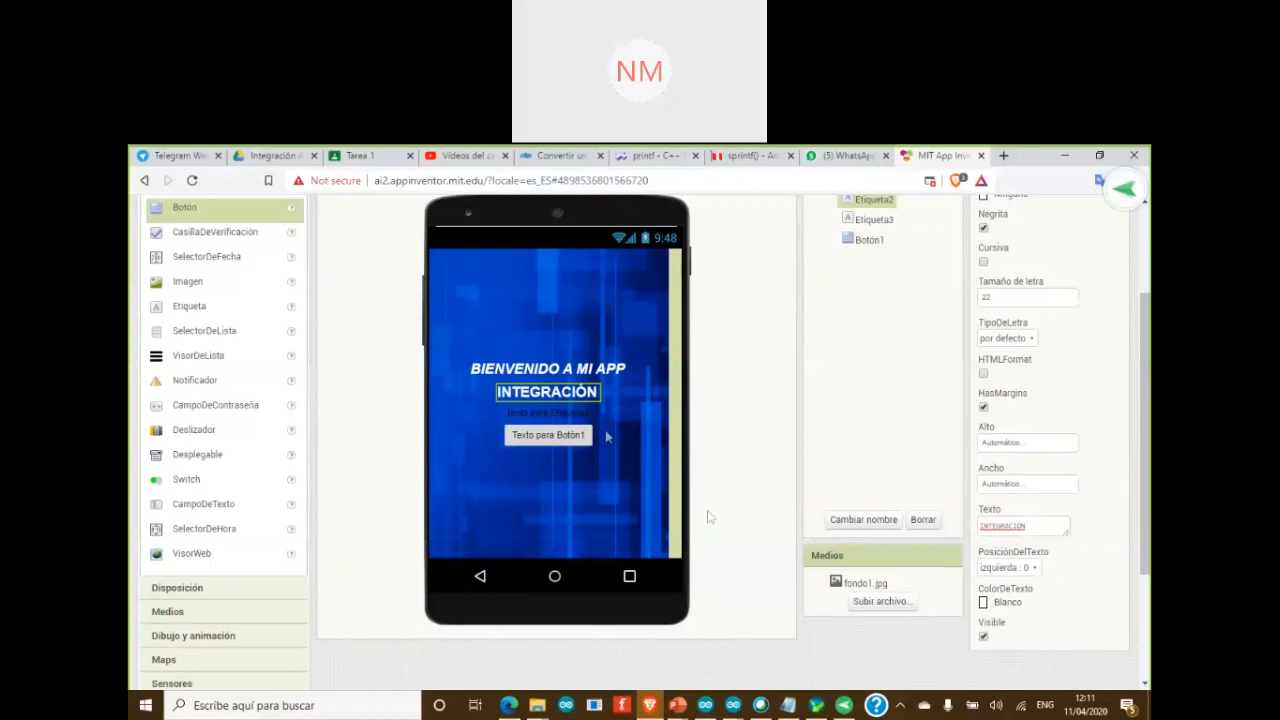 NM
Telegram We
Integración A
Tarea 1
Vídeos del c
Convertir un
printf - C++
sprintf() - Ar
(5) WhatsApp
MIT App Inve
Not secure
ai2.appinventor.mit.edu/?locale=es_ES#4898536801566720
Botón
CasillaDeVerificación
SelectorDeFecha
Imagen
Etiqueta
SelectorDeLista
VisorDeLista
Notificador
CampoDeContraseña
Deslizador
Desplegable
Switch
CampoDeTexto
SelectorDeHora
VisorWeb
Disposición
Medios
Dibujo y animación
Maps
Sensores
9:48
BIENVENIDO A MI APP
INTEGRACIÓN
Texto para Etiqueta3
Texto para Botón1
Etiqueta2
Etiqueta3
Botón1
Cambiar nombre
Borrar
Medios
fondo1.jpg
Subir archivo...
Ninguno
Negrita
Cursiva
Tamaño de letra
22
TipoDeLetra
por defecto
HTMLFormat
HasMargins
Alto
Automático...
Ancho
Automático...
Texto
INTEGRACIÓN
PosiciónDelTexto
izquierda : 0
ColorDeTexto
Blanco
Visible
Escribe aquí para buscar
ENG
12:11
11/04/2020